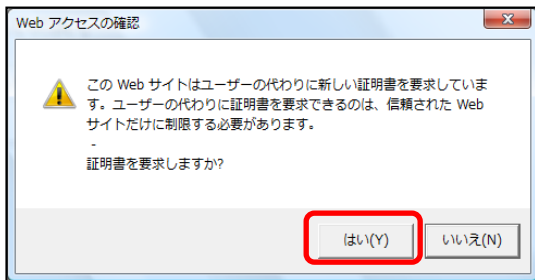 Web アクセスの確認
この Web サイトはユーザーの代わりに新しい証明書を要求していま
す。ユーザーの代わりに証明書を要求できるのは、信頼された Web
サイトだけに制限する必要があります。
-
証明書を要求しますか?
はい(Y) いいえ(N)